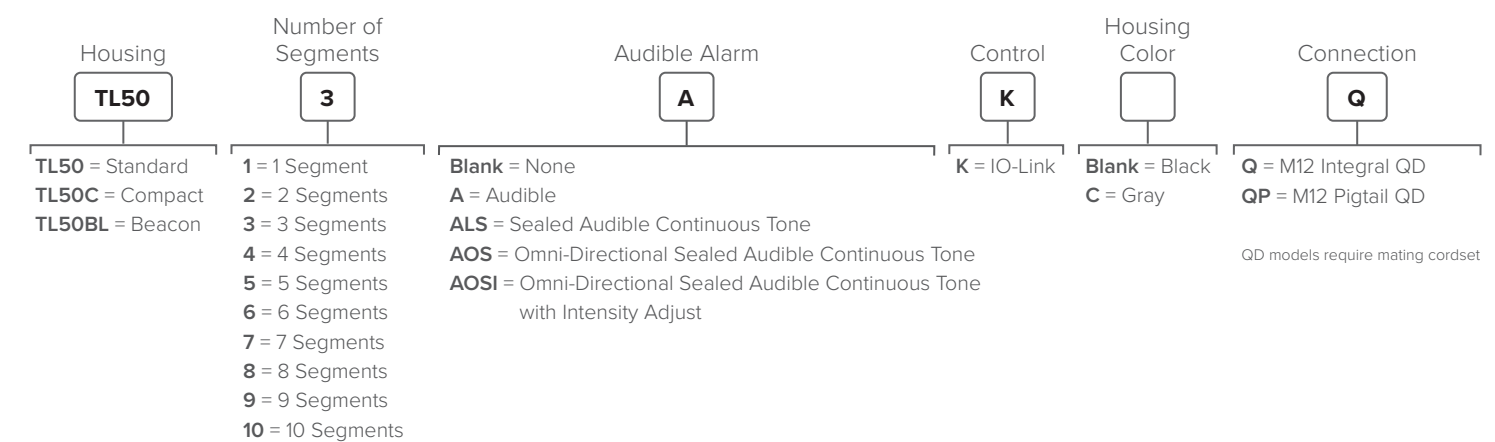 Housing
TL50
TL50 = Standard
TL50C = Compact
TL50BL = Beacon
Number of
Segments
3
1 = 1 Segment
2 = 2 Segments
3 = 3 Segments
4 = 4 Segments
5 = 5 Segments
6 = 6 Segments
7 = 7 Segments
8 = 8 Segments
9 = 9 Segments
10 = 10 Segments
Audible Alarm
A
Blank = None
A = Audible
ALS = Sealed Audible Continuous Tone
AOS = Omni-Directional Sealed Audible Continuous Tone
AOSI = Omni-Directional Sealed Audible Continuous Tone
with Intensity Adjust
Control
K
K = IO-Link
Housing
Color
Blank = Black
C = Gray
Connection
Q
Q = M12 Integral QD
QP = M12 Pigtail QD
QD models require mating cordset